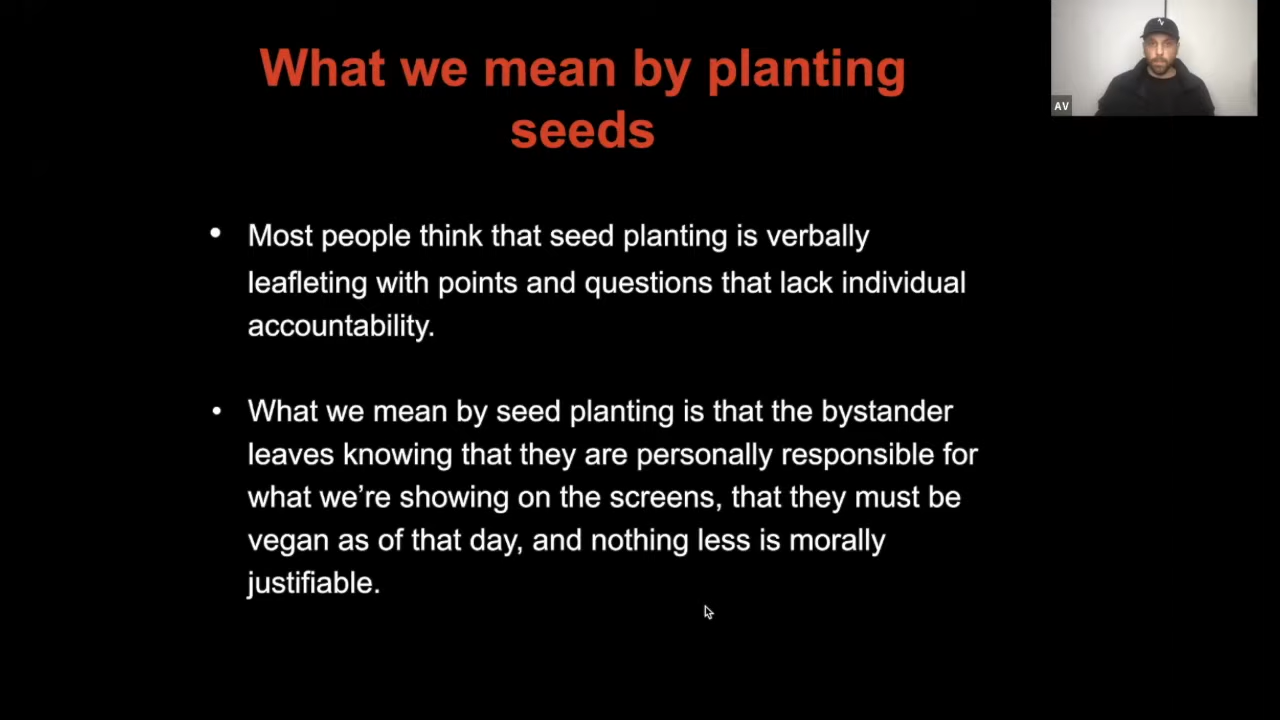 What we mean by planting
seeds
• Most people think that seed planting is verbally
leafleting with points and questions that lack individual
accountability.
• What we mean by seed planting is that the bystander
leaves knowing that they are personally responsible for
what we’re showing on the screens, that they must be
vegan as of that day, and nothing less is morally
justifiable.
AV